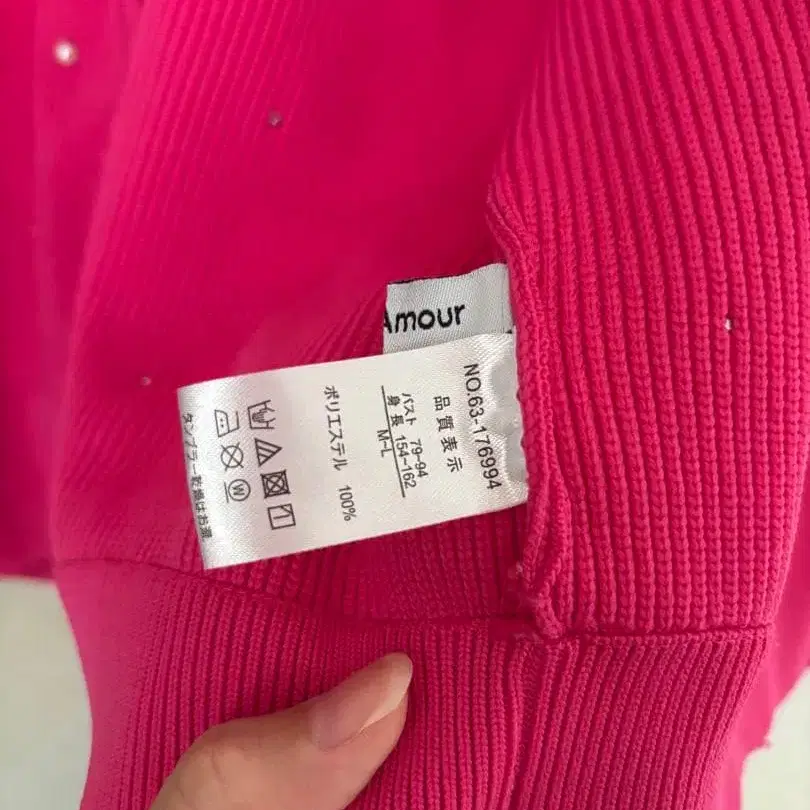 Amour
NO.63-176994
品質表示
バスト 79-94
身長 154~162
M-L
ポリエステル 100%
タンブラー乾燥はお避
W